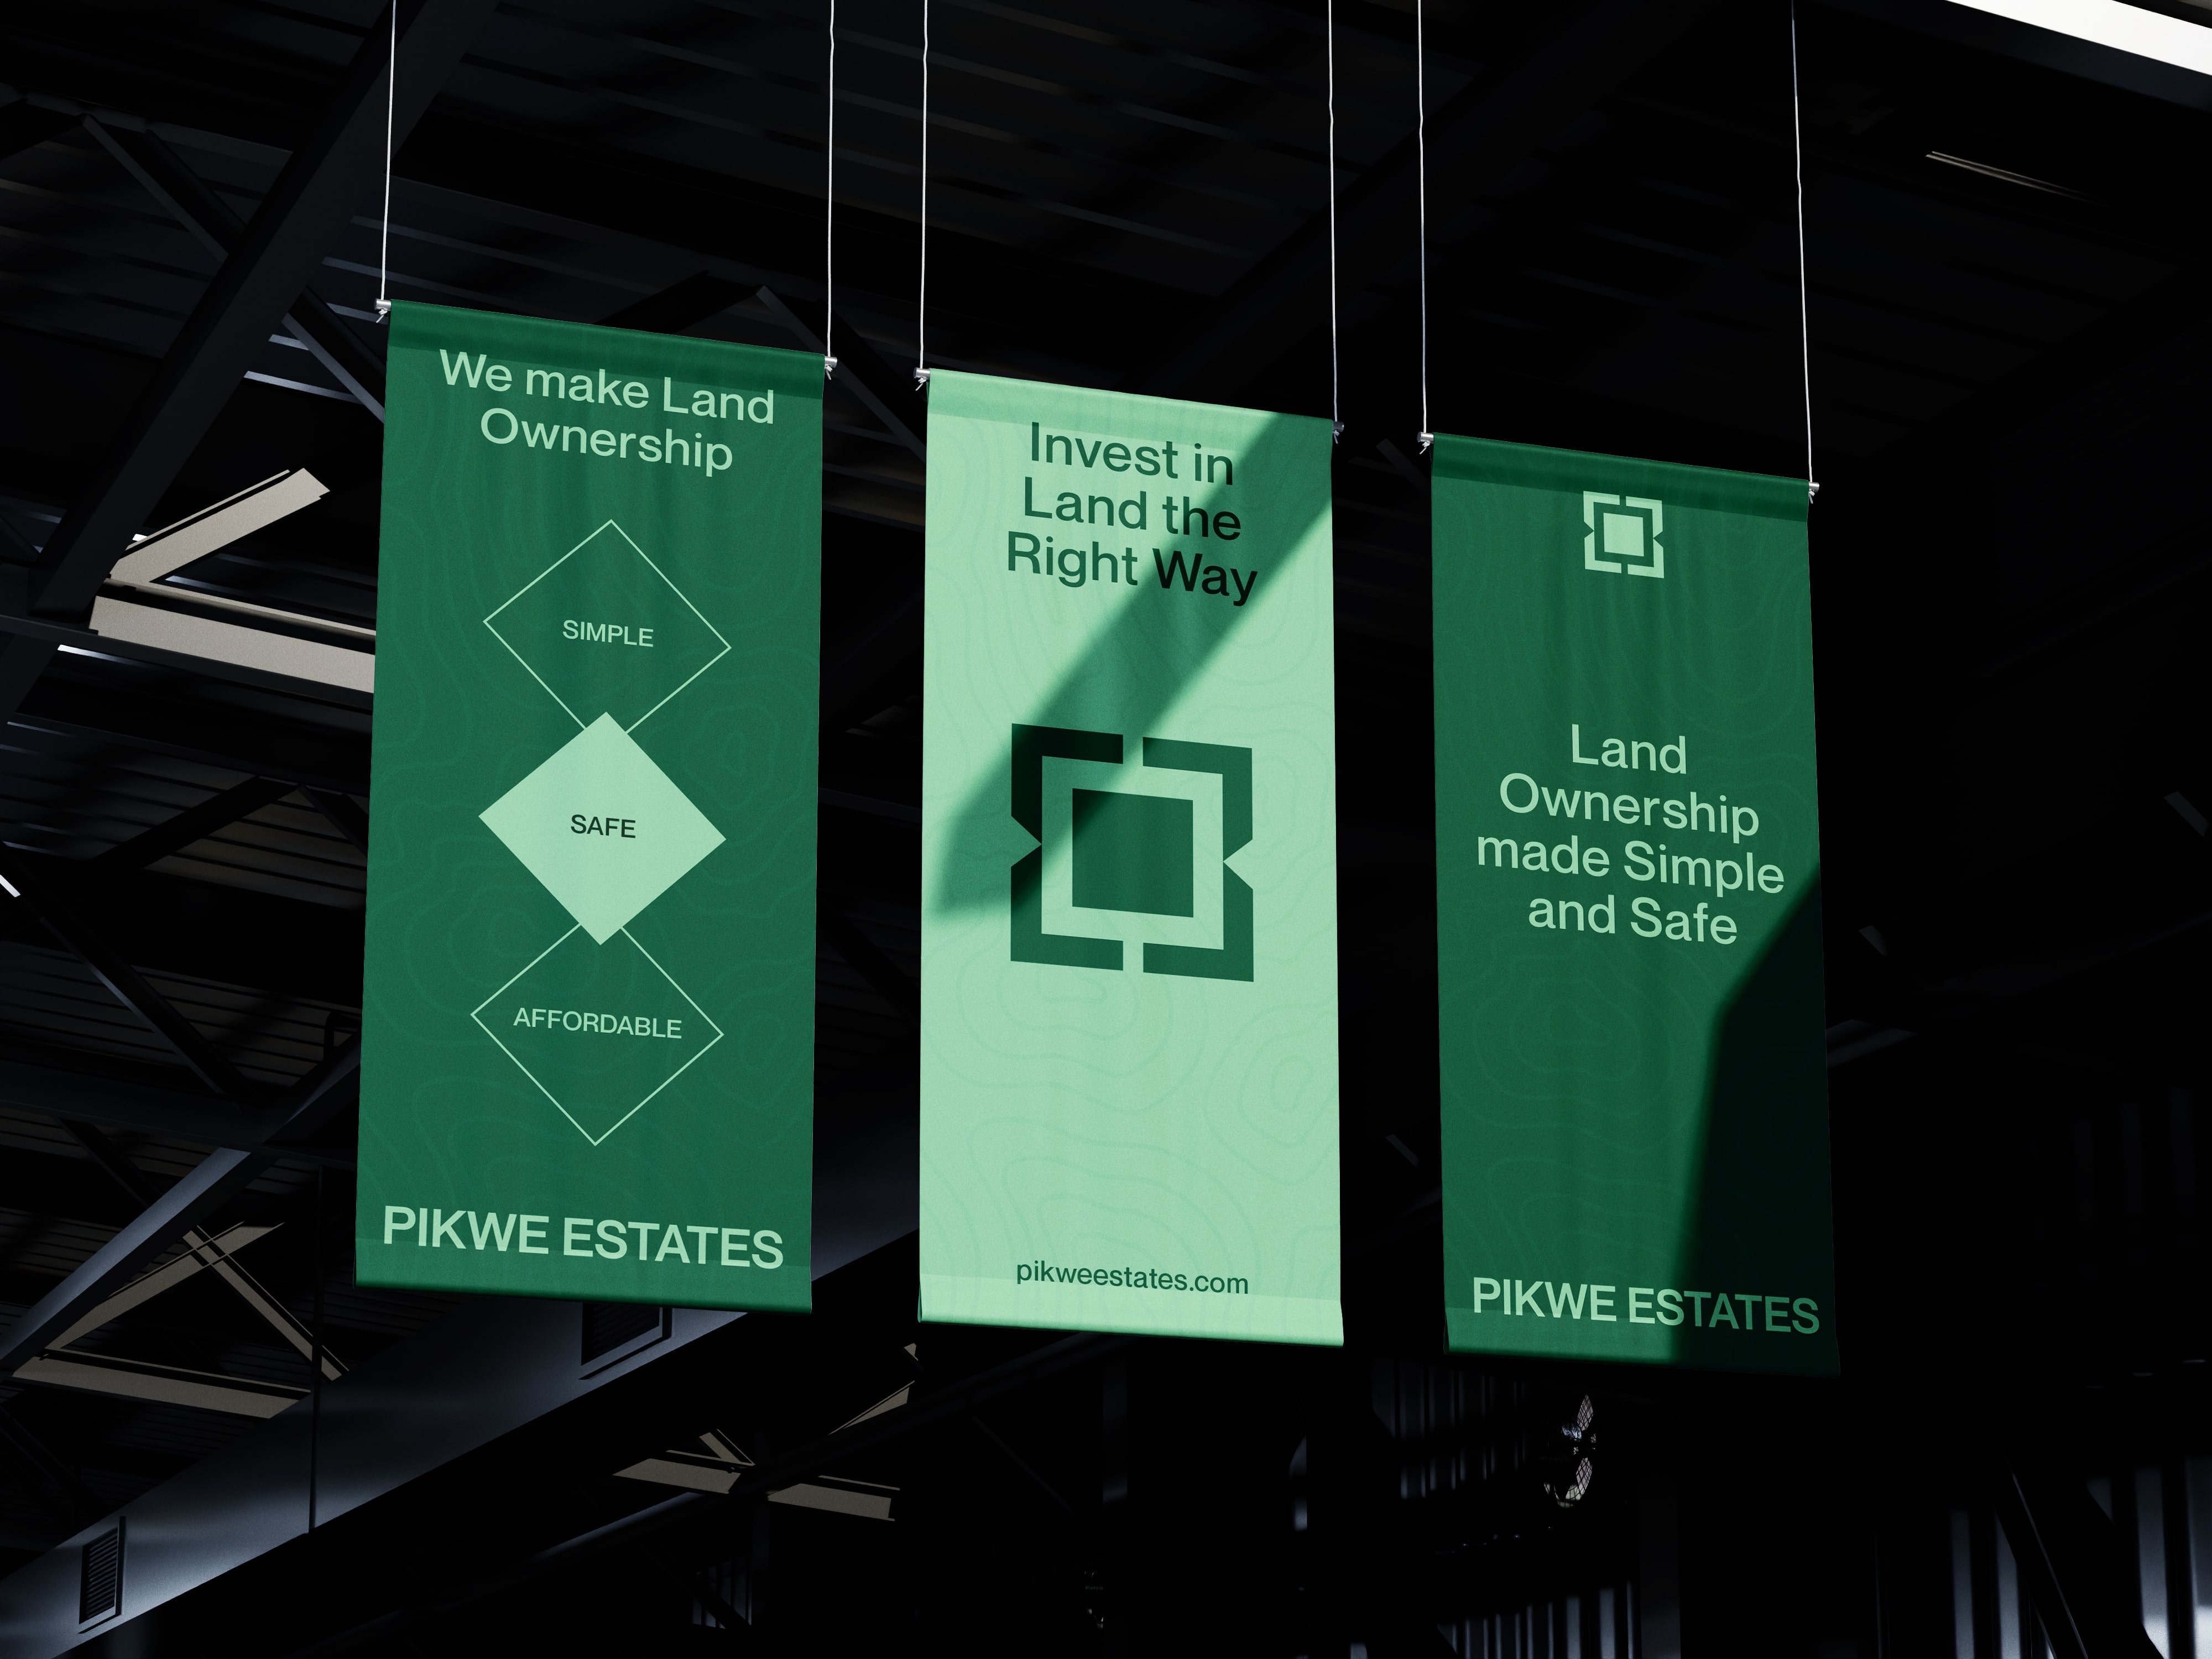 We make Land
Ownership
SIMPLE
SAFE
AFFORDABLE
PIKWE ESTATES
Invest in
Land the
Right Way
pikweestates.com
Land
Ownership
made Simple
and Safe
PIKWE ESTATES